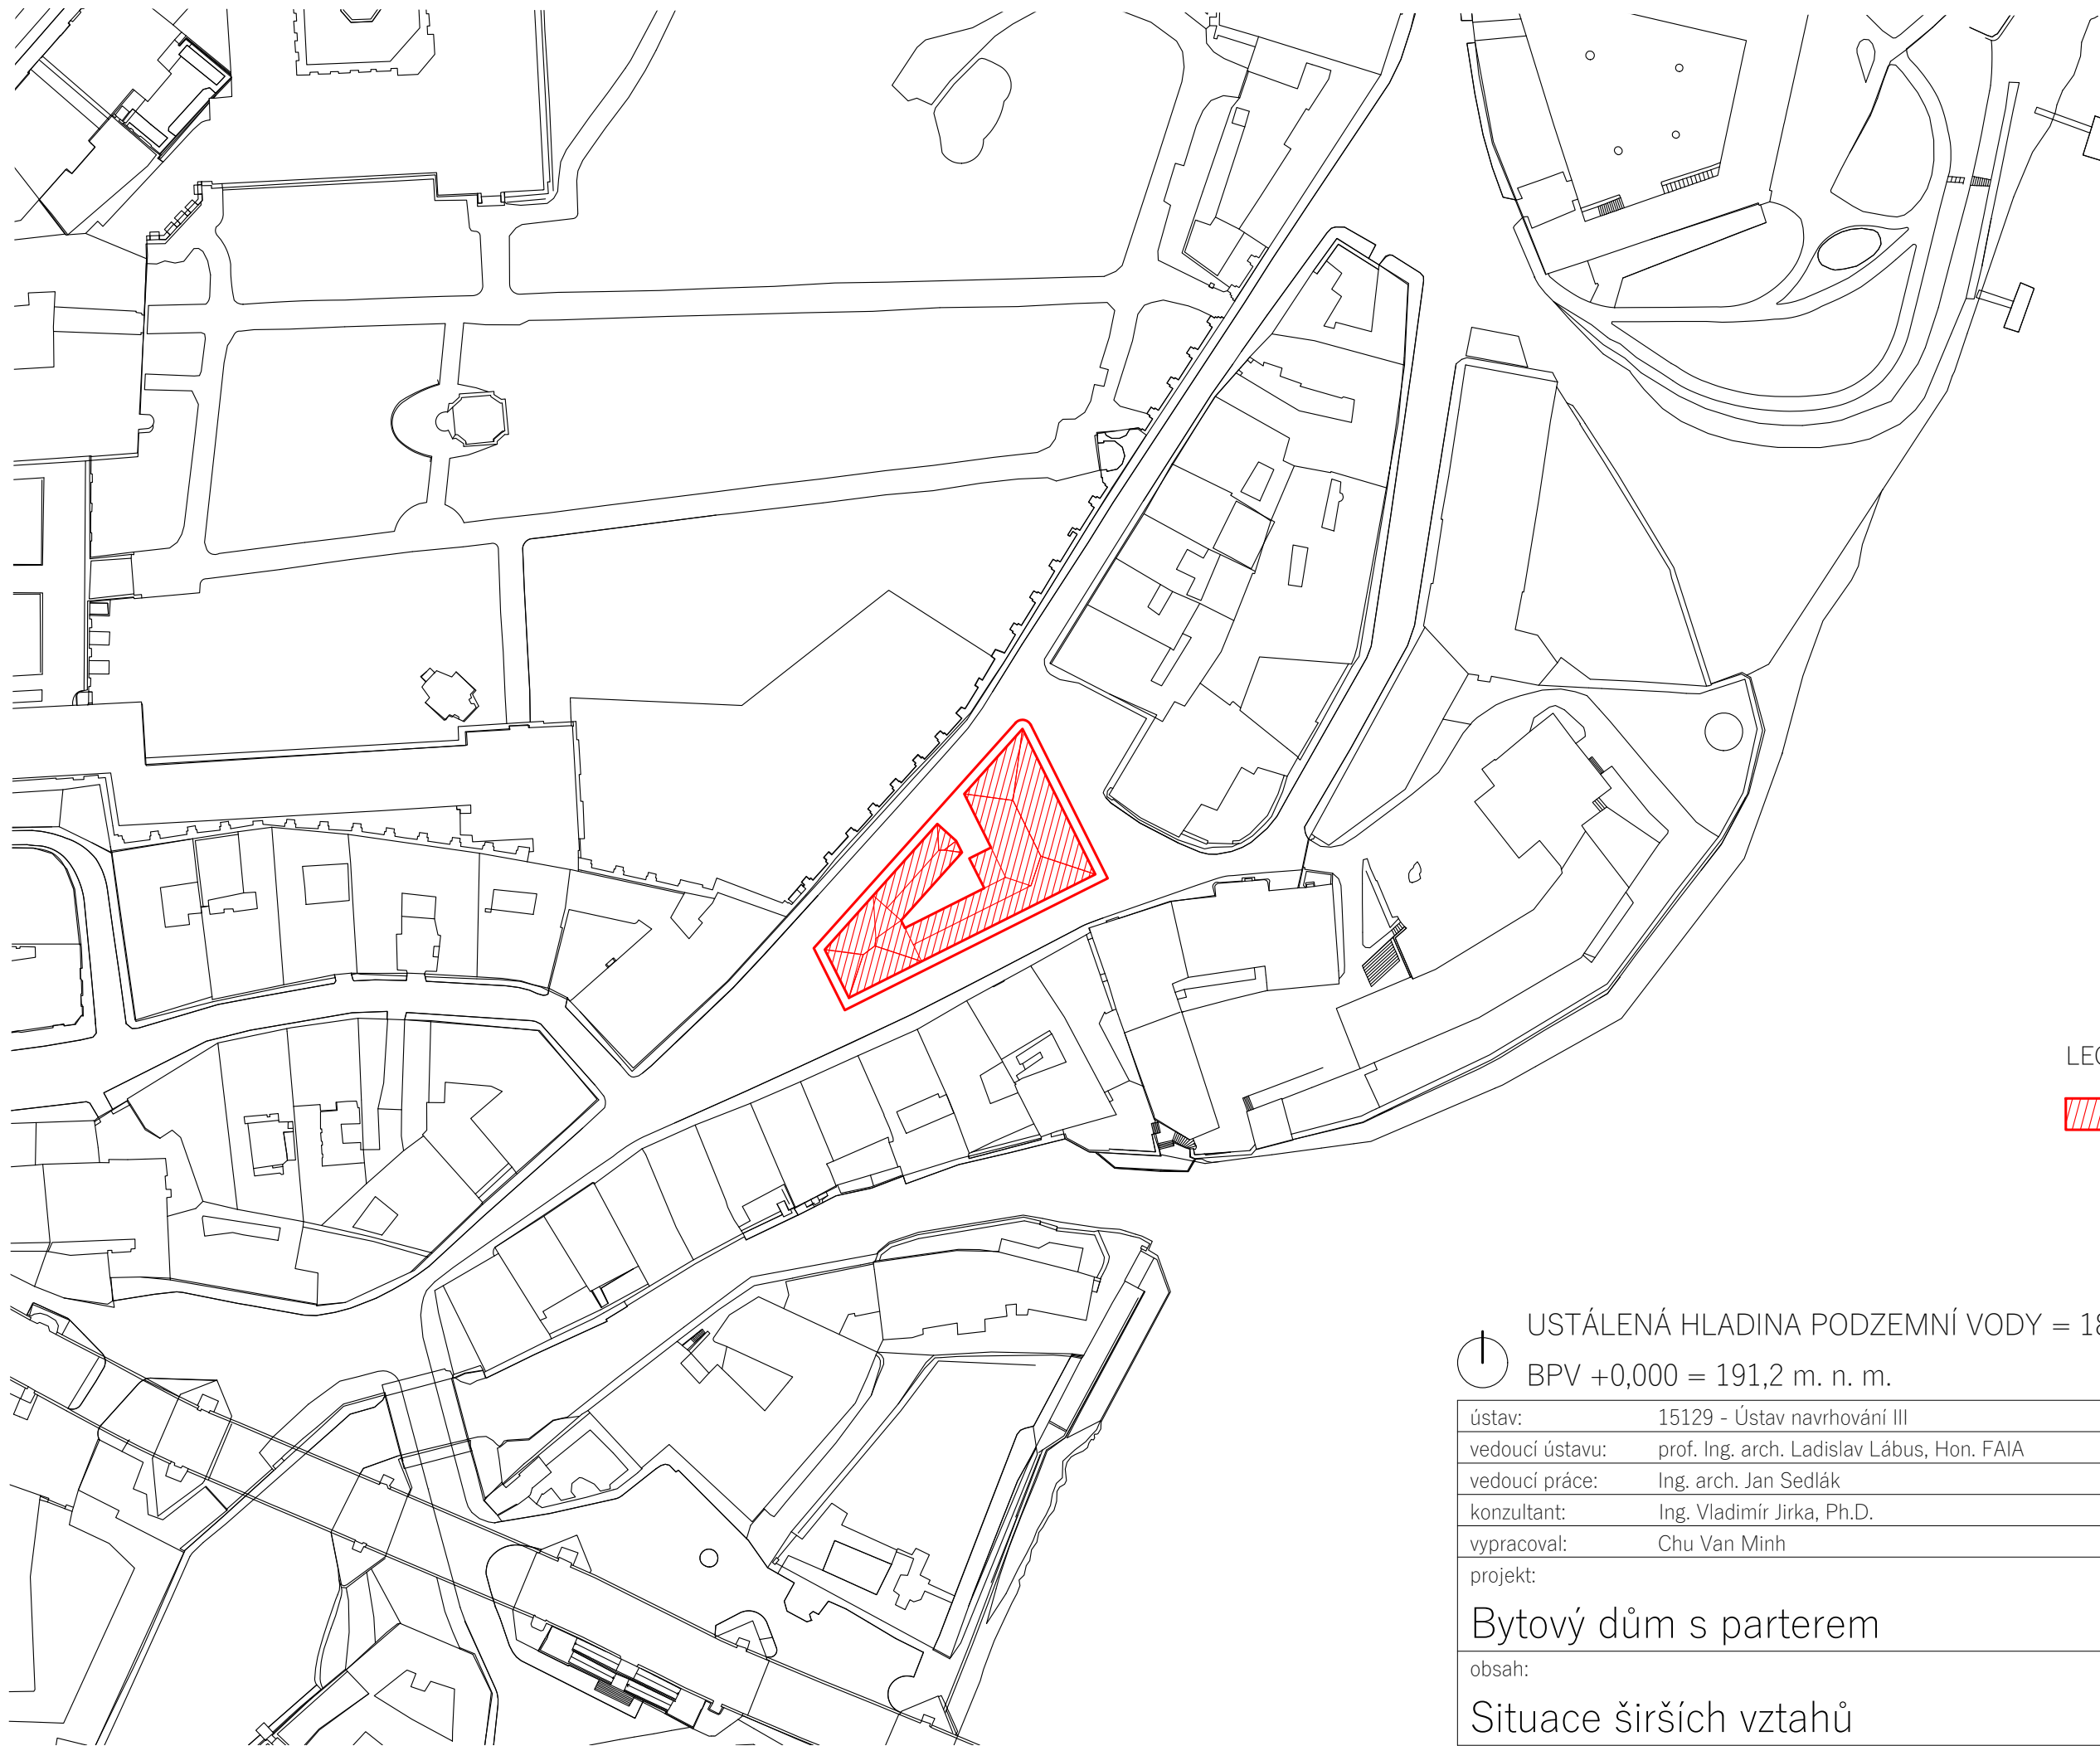 USTÁLENÁ HLADINA PODZEMNÍ VODY = 18
BPV +0,000 = 191,2 m. n. m.
ústav: 15129 - Ústav navrhování III
vedoucí ústavu: prof. Ing. arch. Ladislav Lábus, Hon. FAIA
vedoucí práce: Ing. arch. Jan Sedlák
konzultant: Ing. Vladimír Jirka, Ph.D.
vypracoval: Chu Van Minh
projekt:
Bytový dům s parterem
obsah:
Situace širších vztahů